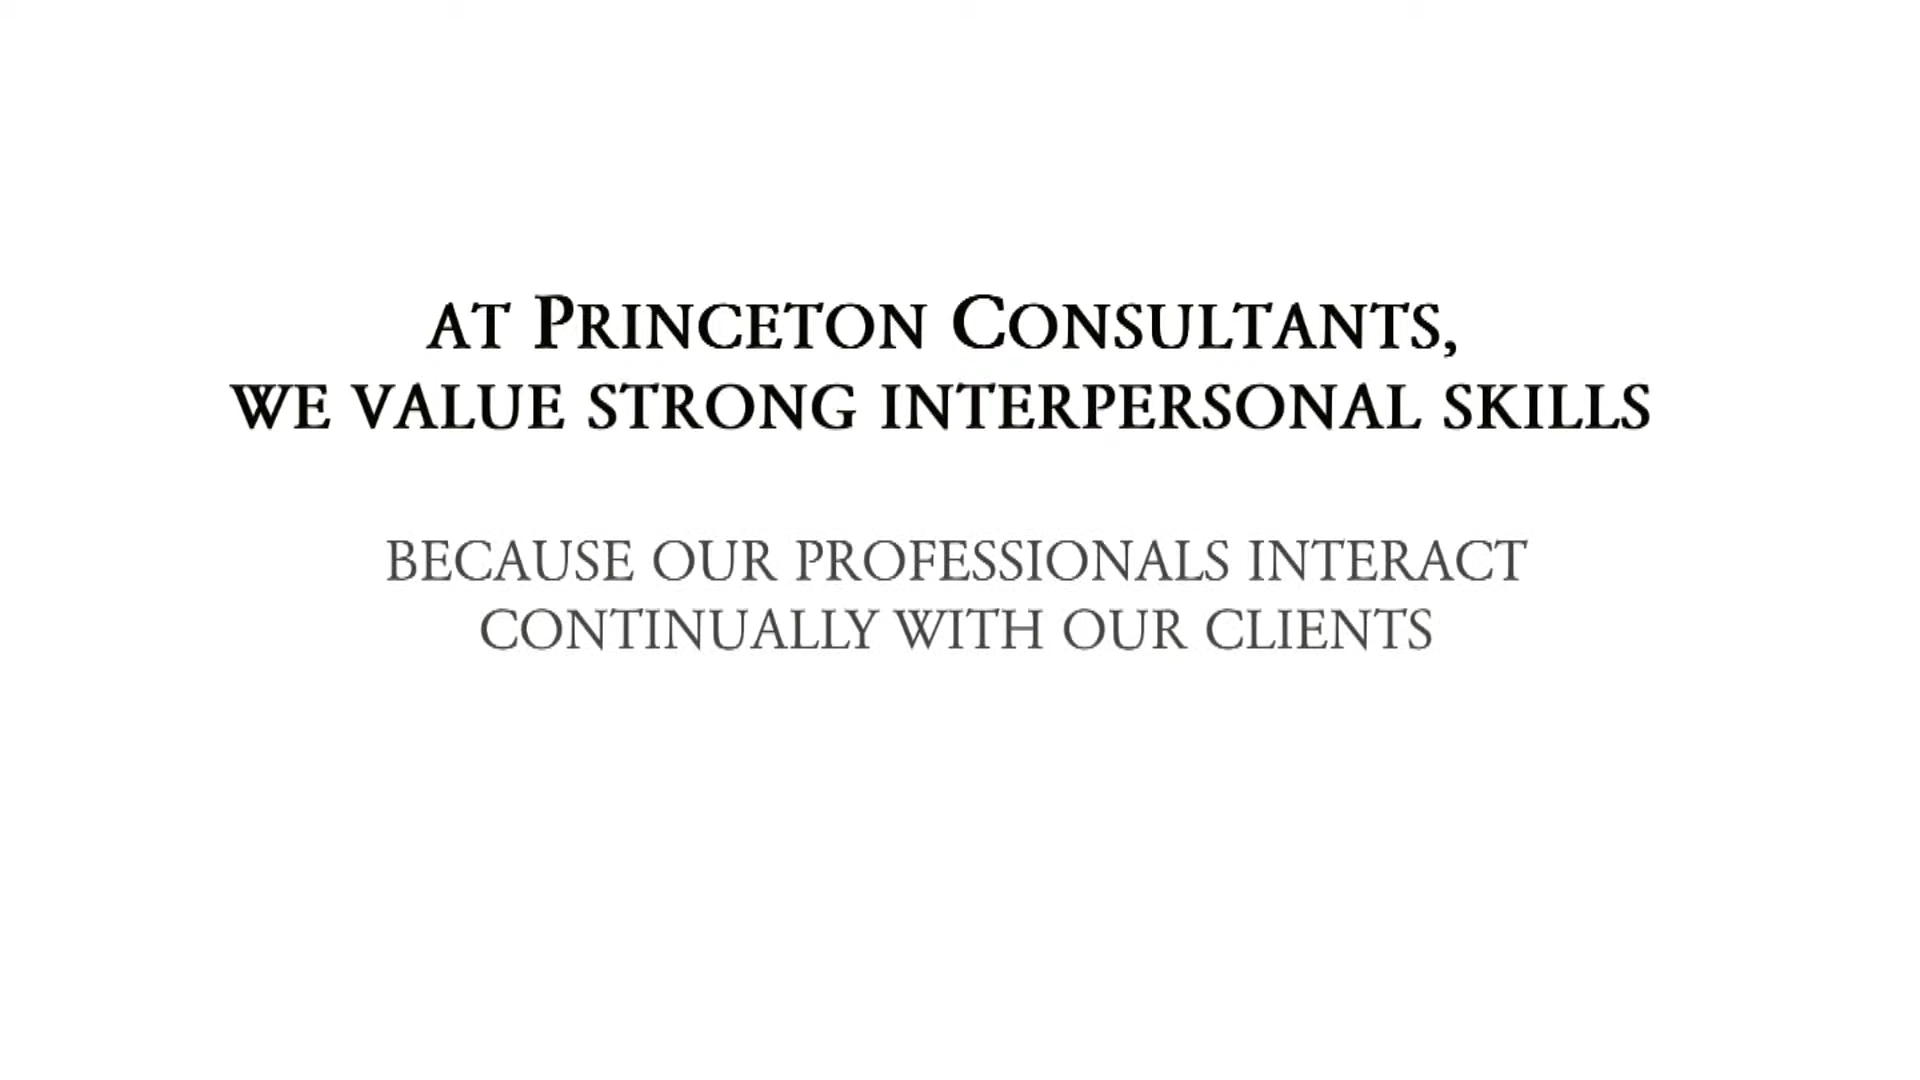 AT PRINCETON CONSULTANTS,
WE VALUE STRONG INTERPERSONAL SKILLS
BECAUSE OUR PROFESSIONALS INTERACT
CONTINUALLY WITH OUR CLIENTS